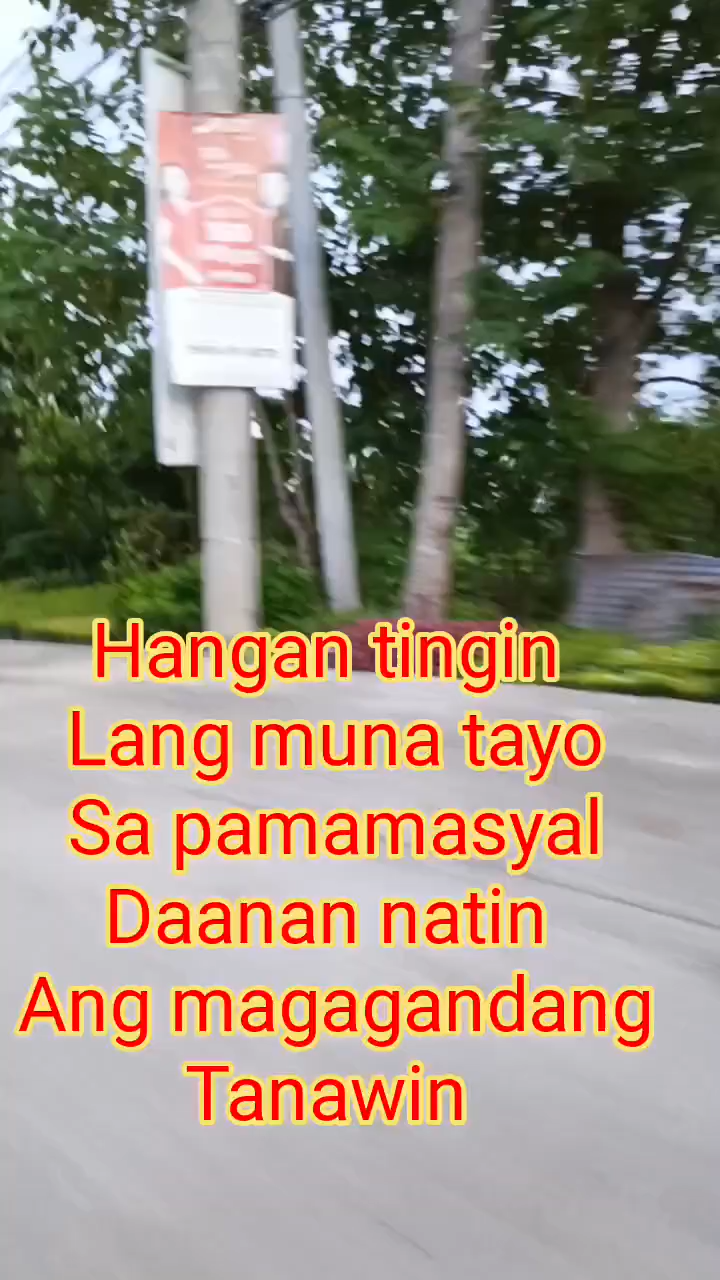 Hangan tingin
Lang muna tayo
Sa pamamasyal
Daanan natin
Ang magagandang
Tanawin